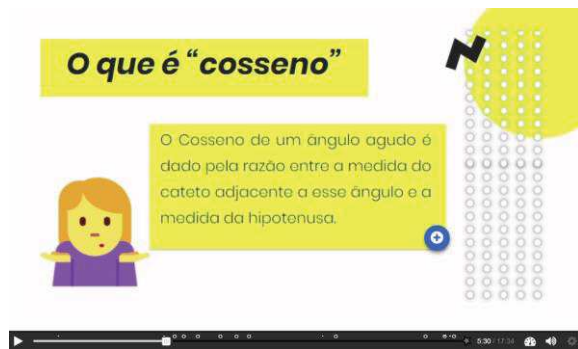 O que é “cosseno”
O Cosseno de um ângulo agudo é
dado pela razão entre a medida do
cateto adjacente a esse ângulo e a
medida da hipotenusa.
5:30 / 17:34